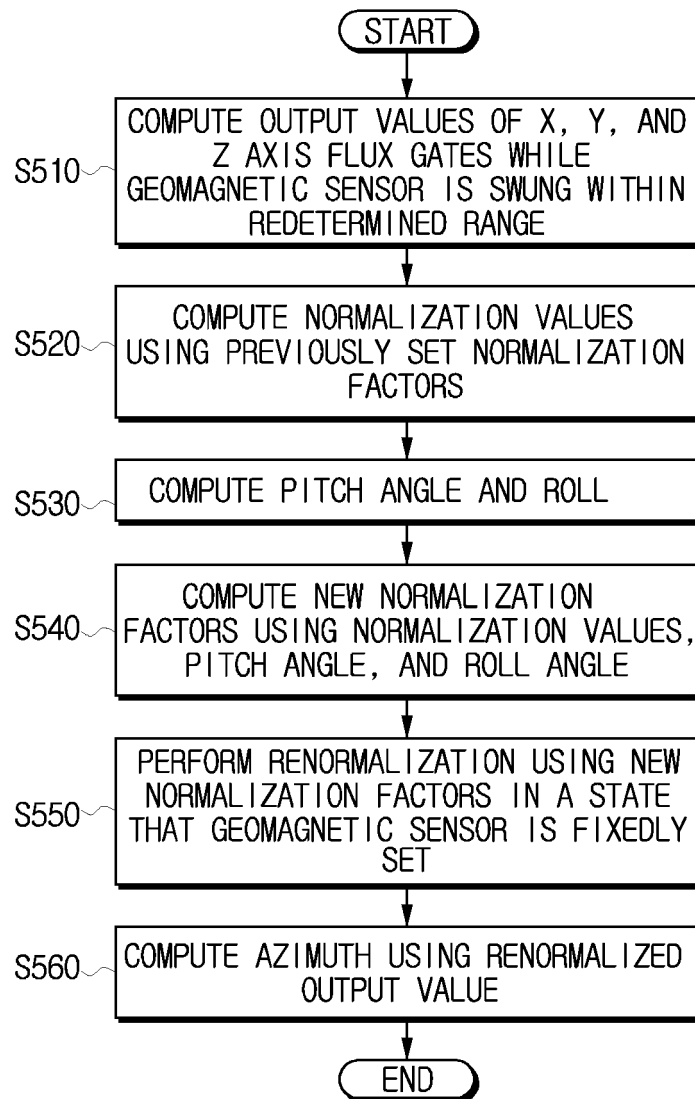 START
S510
COMPUTE OUTPUT VALUES OF X, Y, AND
Z AXIS FLUX GATES WHILE
GEOMAGNETIC SENSOR IS SWUNG WITHIN
REDETERMINED RANGE
S520
COMPUTE NORMALIZATION VALUES
USING PREVIOUSLY SET NORMALIZATION
FACTORS
S530
COMPUTE PITCH ANGLE AND ROLL
S540
COMPUTE NEW NORMALIZATION
FACTORS USING NORMALIZATION VALUES,
PITCH ANGLE, AND ROLL ANGLE
S550
PERFORM RENORMALIZATION USING NEW
NORMALIZATION FACTORS IN A STATE
THAT GEOMAGNETIC SENSOR IS FIXEDLY
SET
S560
COMPUTE AZIMUTH USING RENORMALIZED
OUTPUT VALUE
END